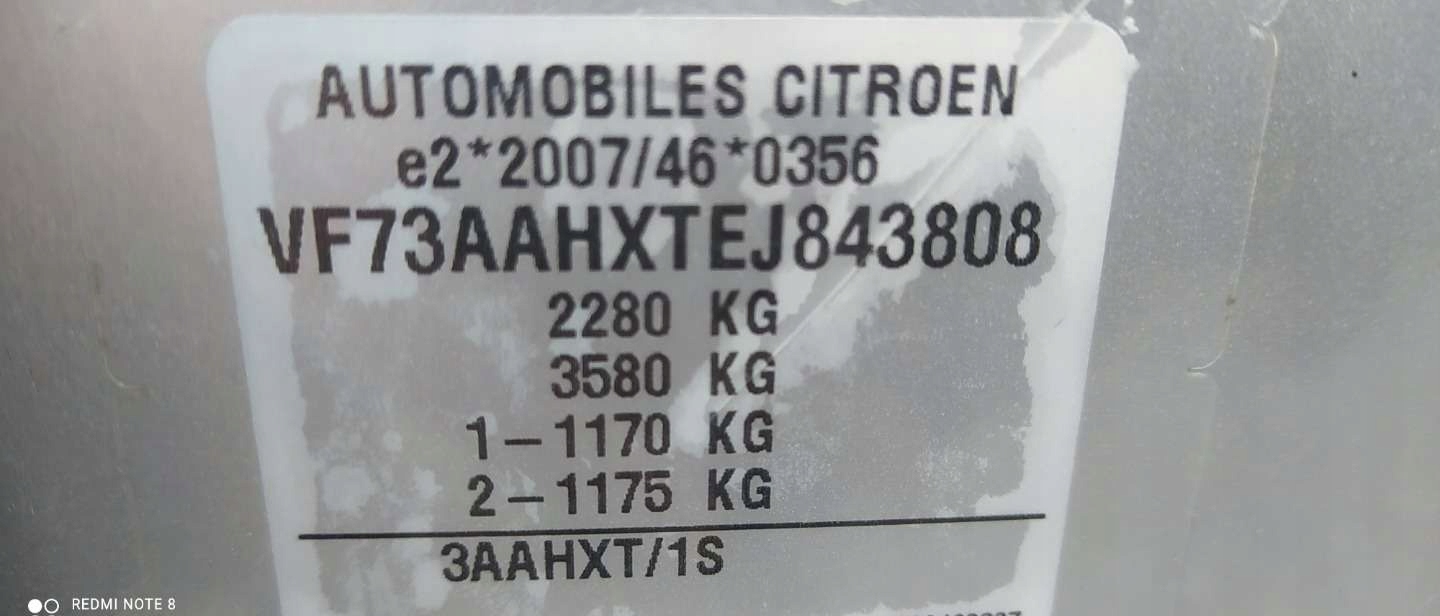 AUTOMOBILES CITROEN
e2*2007/46*0356
VF73AAHXTEJ843808
2280 KG
3580 KG
1-1170 KG
2-1175 KG
3AAHXT/1S
REDMI NOTE 8